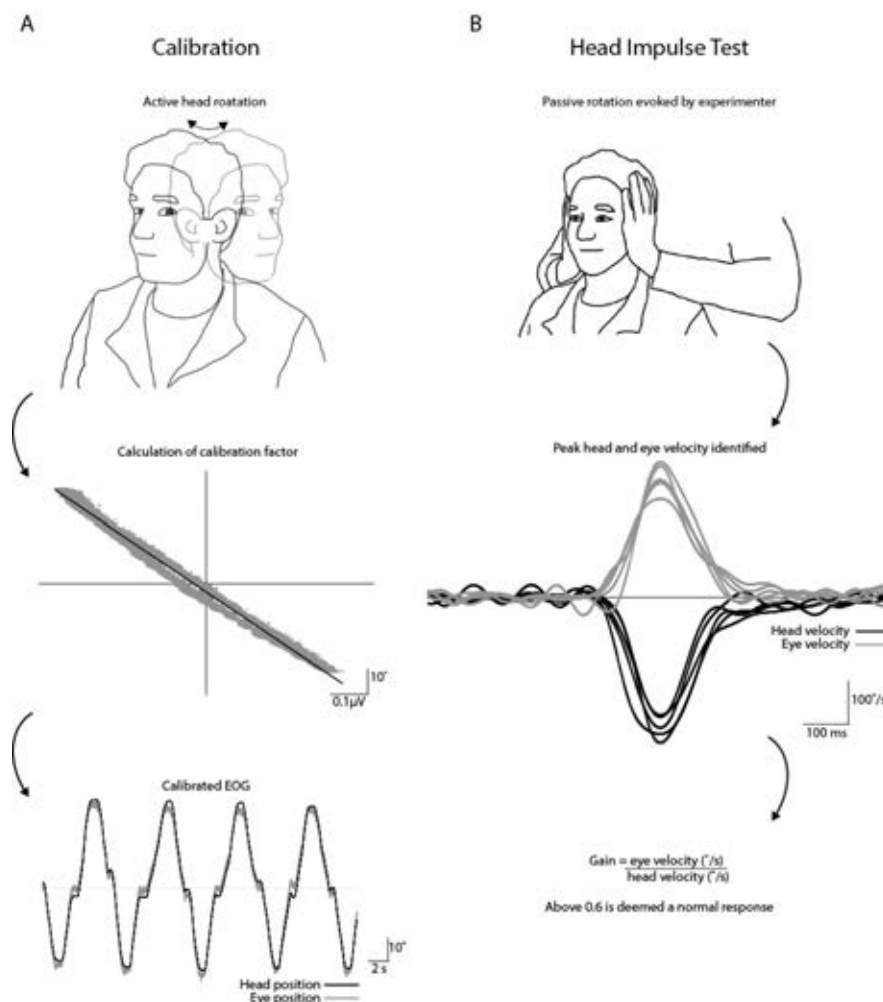 A
Calibration
Active head roatation
Calculation of calibration factor
10˚
0.1µV
Calibrated EOG
10˚
2 s
Head position
Eye position
B
Head Impulse Test
Passive rotation evoked by experimenter
Peak head and eye velocity identified
Head velocity
Eye velocity
100˚/s
100 ms
Gain = eye velocity (˚/s)
head velocity (˚/s)
Above 0.6 is deemed a normal response